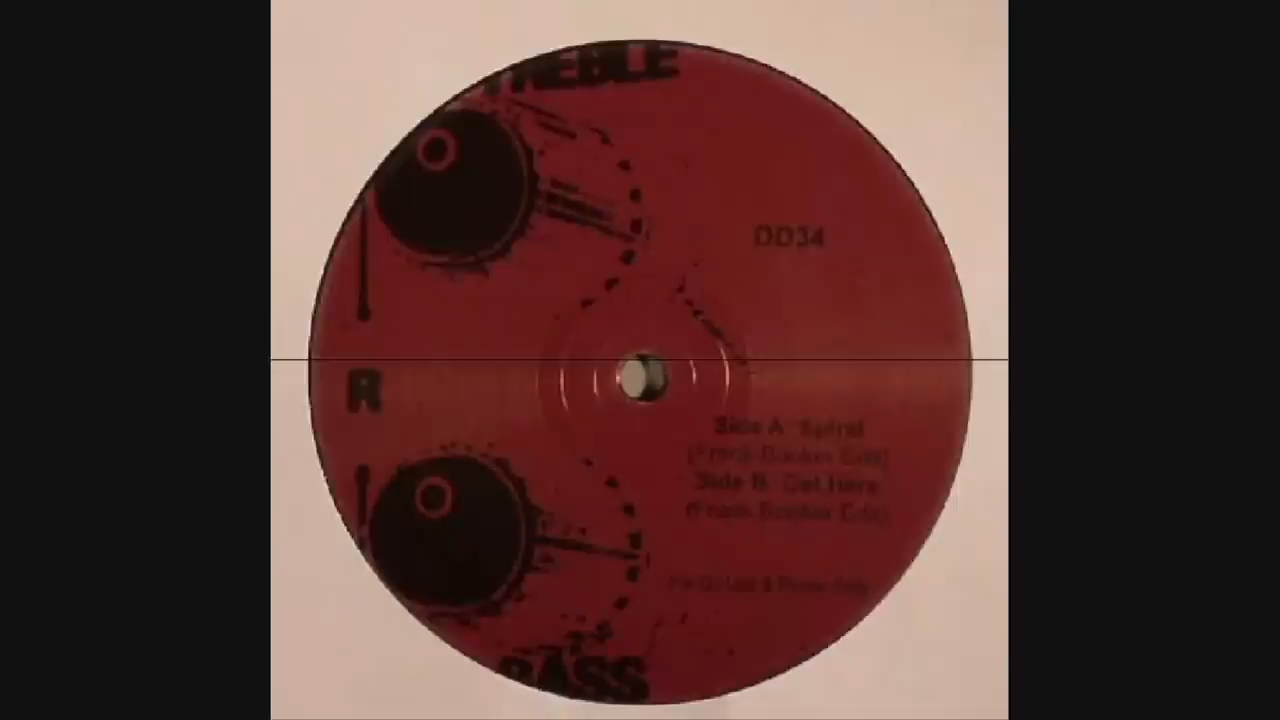 TREBLE
DD34
R
Side A: Spiral
(Frank Booker Edit)
Side B: Get Here
(Frank Booker Edit)
BASS